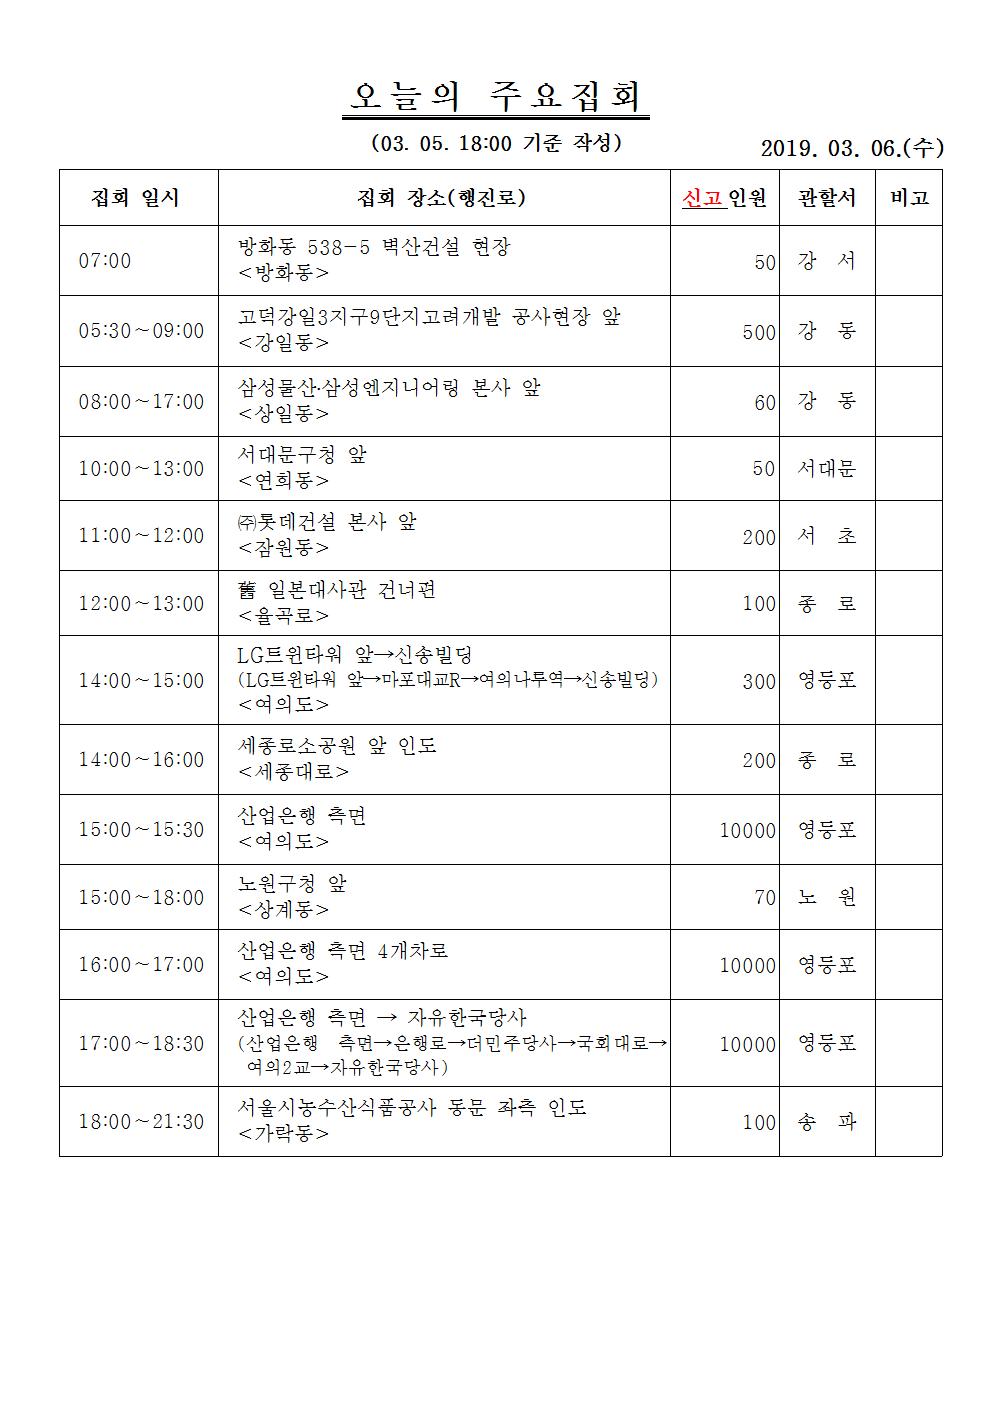 오늘의 주요집회
(03. 05. 18:00 기준 작성)
2019. 03. 06.(수)
집회 일시 집회 장소(행진로) 신고인원 관할서 비고
07:00 방화동 538-5 벽산건설 현장
<방화동> 50 강 서
05:30~09:00 고덕강일3지구9단지고려개발 공사현장 앞
<강일동> 500 강 동
08:00~17:00 삼성물산·삼성엔지니어링 본사 앞
<상일동> 60 강 동
10:00~13:00 서대문구청 앞
<연희동> 50 서대문
11:00~12:00 ㈜롯데건설 본사 앞
<잠원동> 200 서 초
12:00~13:00 舊 일본대사관 건너편
<율곡로> 100 종 로
14:00~15:00 LG트윈타워 앞→신송빌딩
(LG트윈타워 앞→마포대교R→여의나루역→신송빌딩)
<여의도> 300 영등포
14:00~16:00 세종로소공원 앞 인도
<세종대로> 200 종 로
15:00~15:30 산업은행 측면
<여의도> 10000 영등포
15:00~18:00 노원구청 앞
<상계동> 70 노 원
16:00~17:00 산업은행 측면 4개차로
<여의도> 10000 영등포
17:00~18:30 산업은행 측면 → 자유한국당사
(산업은행 측면→은행로→더민주당사→국회대로→
여의2교→자유한국당사) 10000 영등포
18:00~21:30 서울시농수산식품공사 동문 좌측 인도
<가락동> 100 송 파